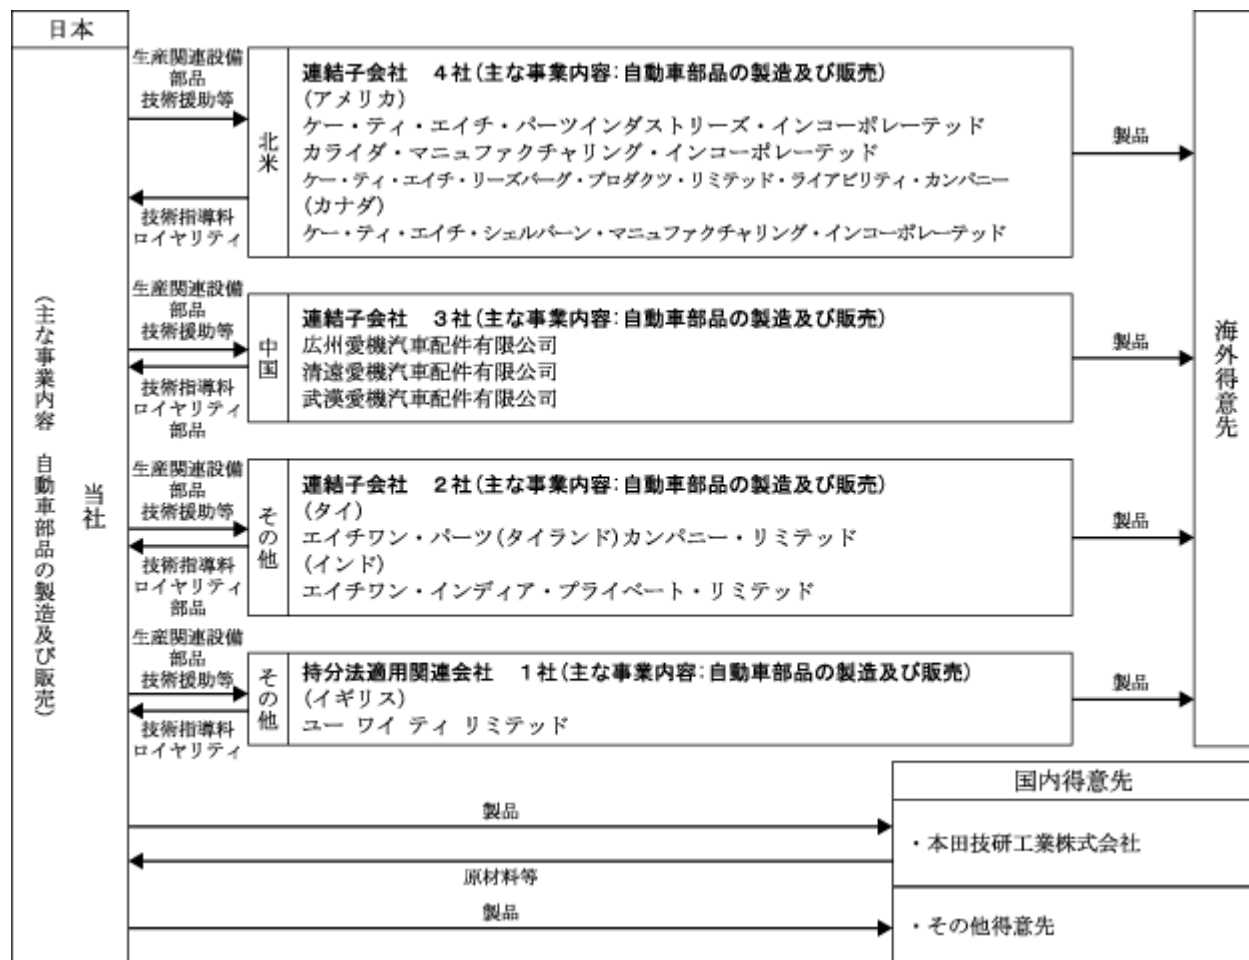 日本
当社
(主な事業内容　自動車部品の製造及び販売)
生産関連設備
部品
技術援助等
技術指導料
ロイヤリティ
北米
連結子会社　4社(主な事業内容:自動車部品の製造及び販売)
(アメリカ)
ケー・ティ・エイチ・パーツインダストリーズ・インコーポレーテッド
カライダ・マニュファクチャリング・インコーポレーテッド
ケー・ティ・エイチ・リーズバーグ・プロダクツ・リミテッド・ライアビリティ・カンパニー
(カナダ)
ケー・ティ・エイチ・シェルバーン・マニュファクチャリング・インコーポレーテッド
製品
生産関連設備
部品
技術援助等
技術指導料
ロイヤリティ
部品
中国
連結子会社　3社(主な事業内容:自動車部品の製造及び販売)
広州愛機汽車配件有限公司
清遠愛機汽車配件有限公司
武漢愛機汽車配件有限公司
製品
生産関連設備
部品
技術援助等
技術指導料
ロイヤリティ
部品
その他
連結子会社　2社(主な事業内容:自動車部品の製造及び販売)
(タイ)
エイチワン・パーツ(タイランド)カンパニー・リミテッド
(インド)
エイチワン・インディア・プライベート・リミテッド
製品
生産関連設備
部品
技術援助等
技術指導料
ロイヤリティ
その他
持分法適用関連会社　1社(主な事業内容:自動車部品の製造及び販売)
(イギリス)
ユー ワイ ティ リミテッド
製品
海外得意先
国内得意先
製品
・本田技研工業株式会社
原材料等
製品
・その他得意先